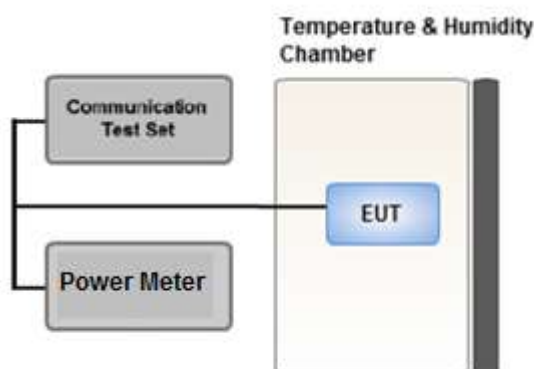 Temperature & Humidity
Chamber
Communication
Test Set
EUT
Power Meter